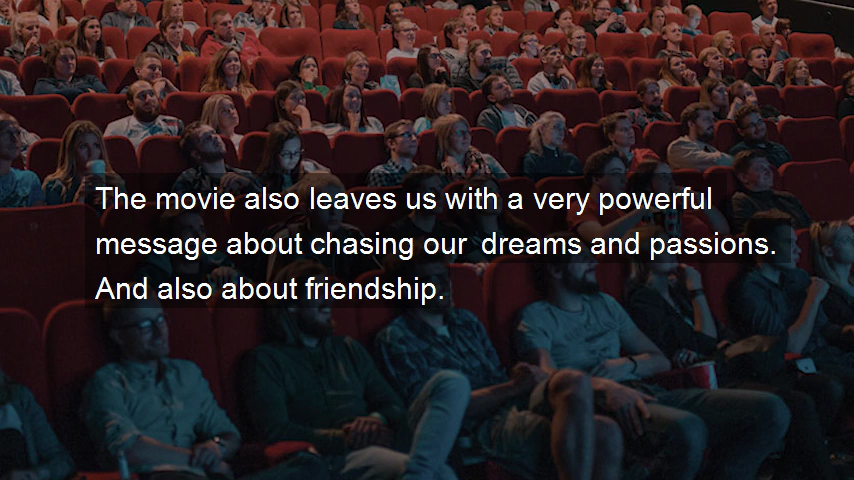 The movie also leaves us with a very powerful
message about chasing our  dreams and passions.
And also about friendship.